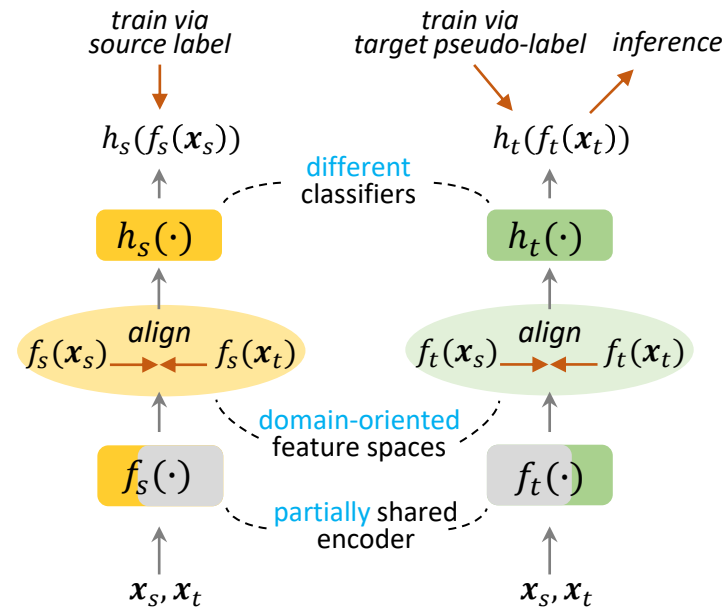 train via
source label
train via
target pseudo-label
inference
h_s(f_s(x_s))
h_t(f_t(x_t))
different
classifiers
h_s(·)
h_t(·)
align
f_s(x_s)
f_s(x_t)
align
f_t(x_s)
f_t(x_t)
domain-oriented
feature spaces
f_s(·)
f_t(·)
partially shared
encoder
x_s, x_t
x_s, x_t